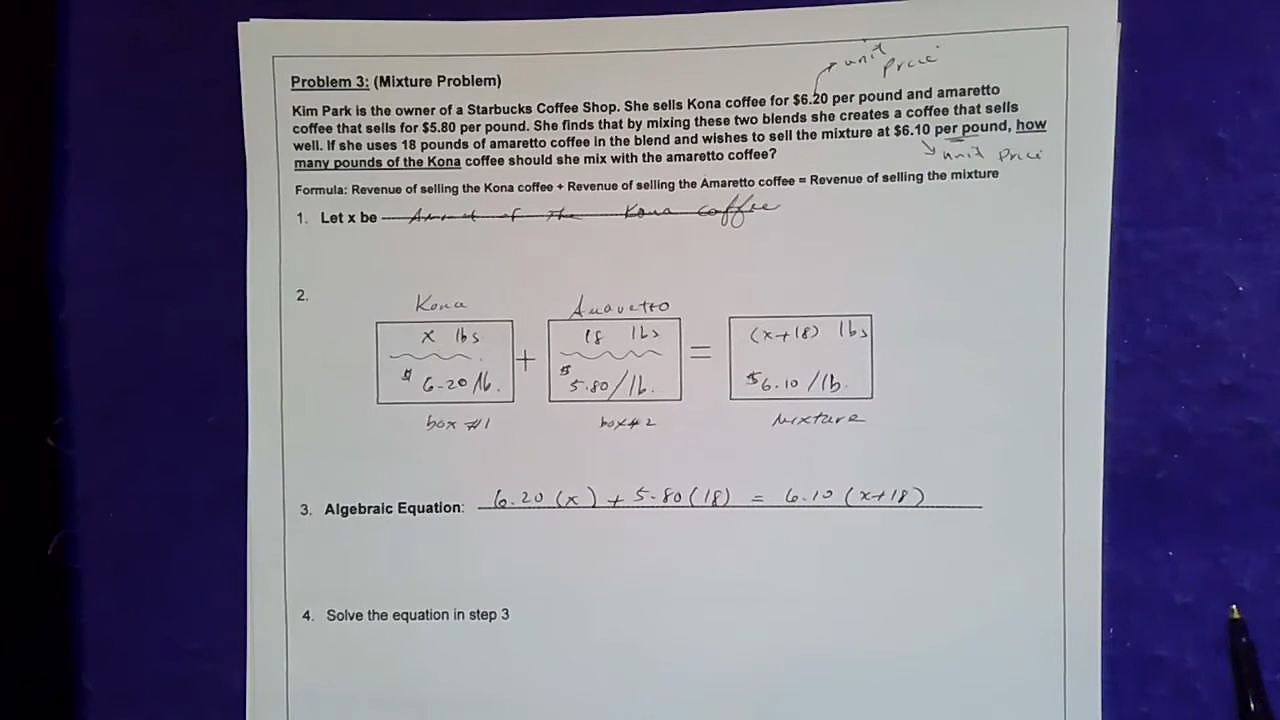 unit
price
Problem 3: (Mixture Problem)
Kim Park is the owner of a Starbucks Coffee Shop. She sells Kona coffee for $6.20 per pound and amaretto
coffee that sells for $5.80 per pound. She finds that by mixing these two blends she creates a coffee that sells
well. If she uses 18 pounds of amaretto coffee in the blend and wishes to sell the mixture at $6.10 per pound, how
many pounds of the Kona coffee should she mix with the amaretto coffee?
unit price
Formula: Revenue of selling the Kona coffee + Revenue of selling the Amaretto coffee = Revenue of selling the mixture
1. Let x be Amount of the Kona coffee
2.
Kona Amaretto
x lbs + 18 lbs = (x+18) lbs
$6.20/lb. $5.80/lb. $6.10/lb.
box #1 box#2 Mixture
3. Algebraic Equation: 6.20(x) + 5.80(18) = 6.10(x+18)
4. Solve the equation in step 3